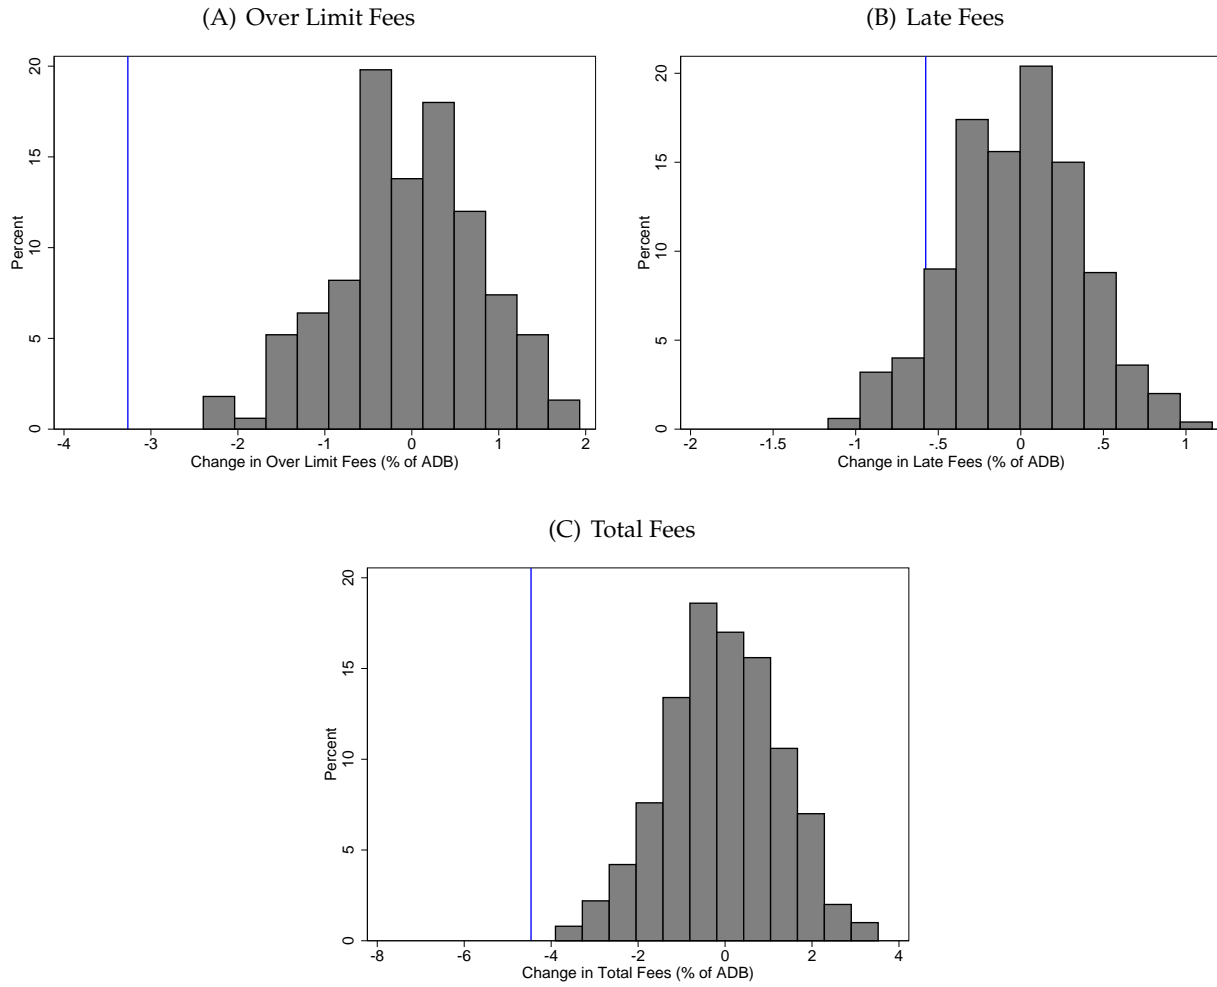 (A) Over Limit Fees
20
15
10
5
0
Percent
-4 -3 -2 -1 0 1 2
Change in Over Limit Fees (% of ADB)
(B) Late Fees
20
15
10
5
0
Percent
-2 -1.5 -1 -.5 0 .5 1
Change in Late Fees (% of ADB)
(C) Total Fees
20
15
10
5
0
Percent
-8 -6 -4 -2 0 2 4
Change in Total Fees (% of ADB)